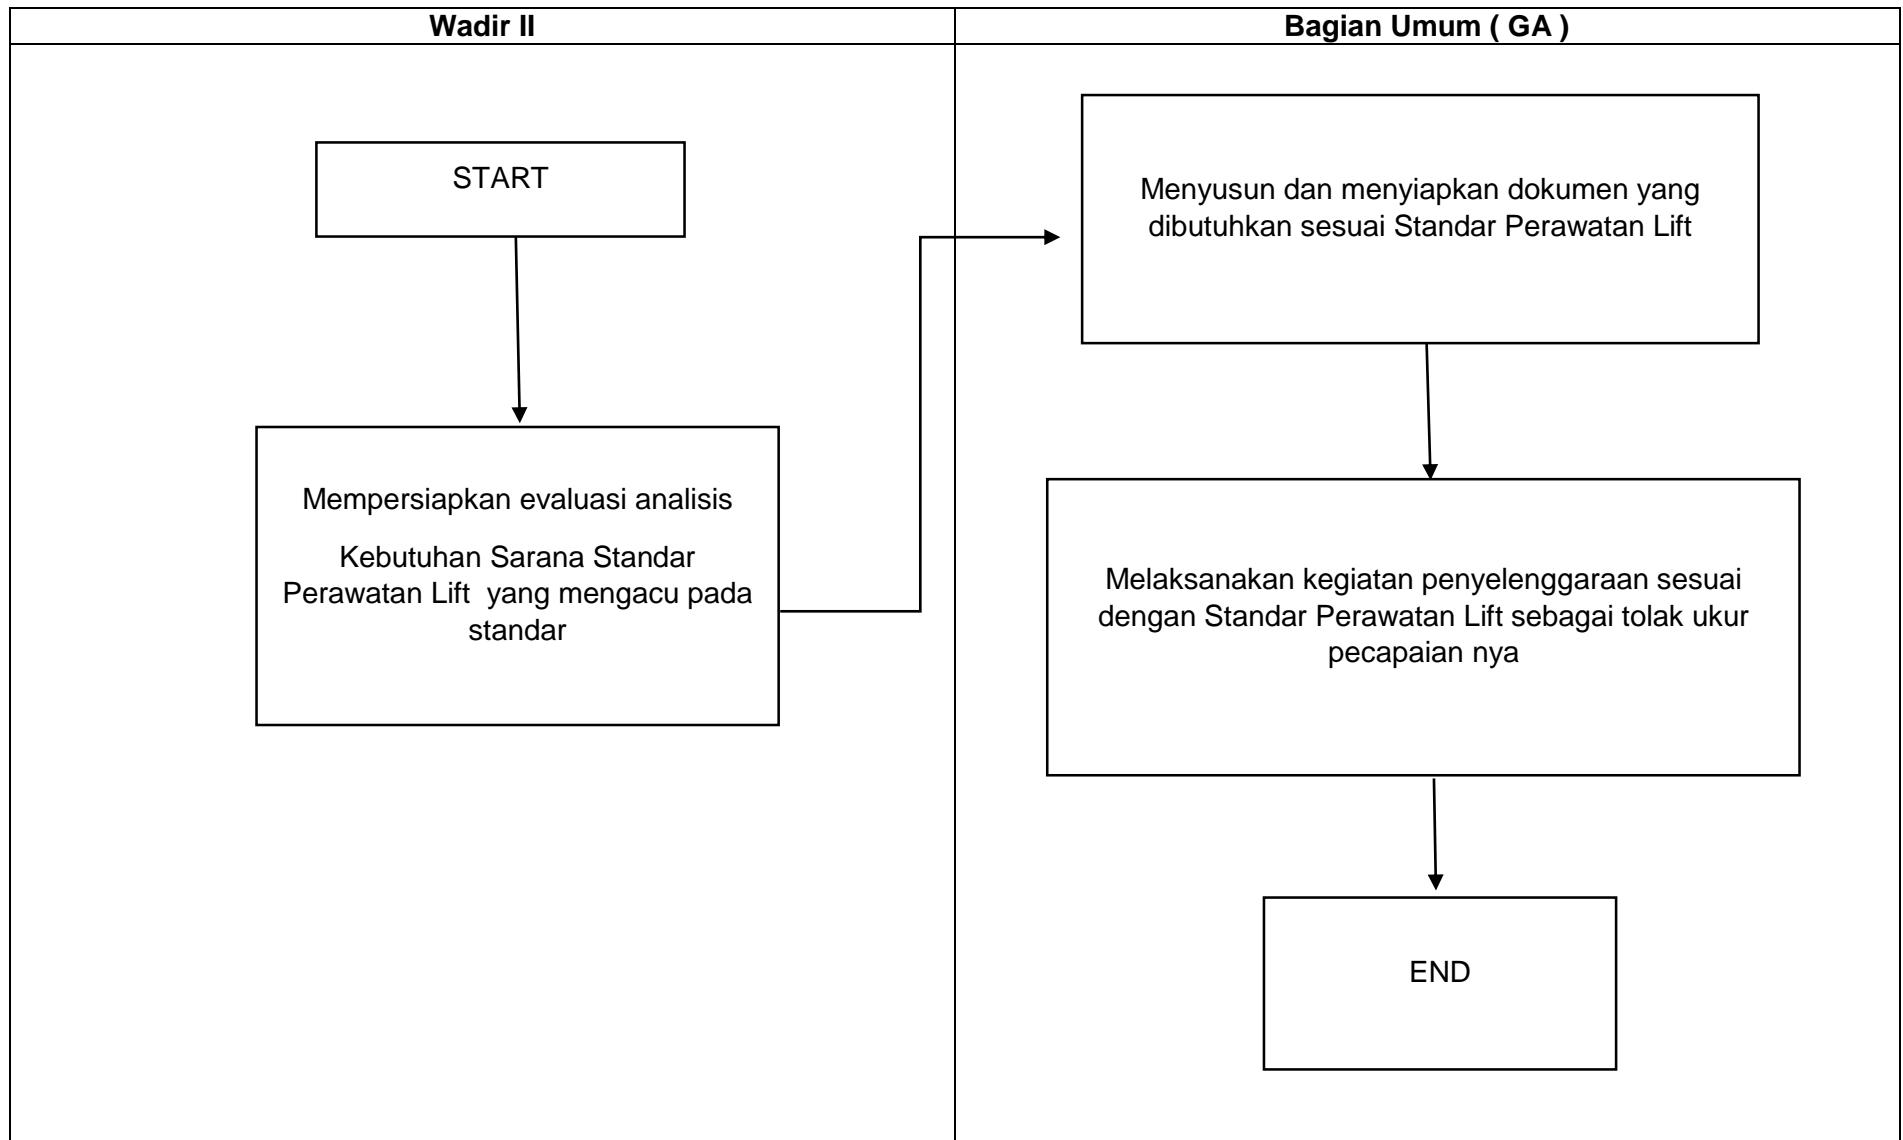 Wadir II
Bagian Umum ( GA )
START
Mempersiapkan evaluasi analisis
Kebutuhan Sarana Standar
Perawatan Lift  yang mengacu pada
standar
Menyusun dan menyiapkan dokumen yang
dibutuhkan sesuai Standar Perawatan Lift
Melaksanakan kegiatan penyelenggaraan sesuai
dengan Standar Perawatan Lift sebagai tolak ukur
pecapaian nya
END